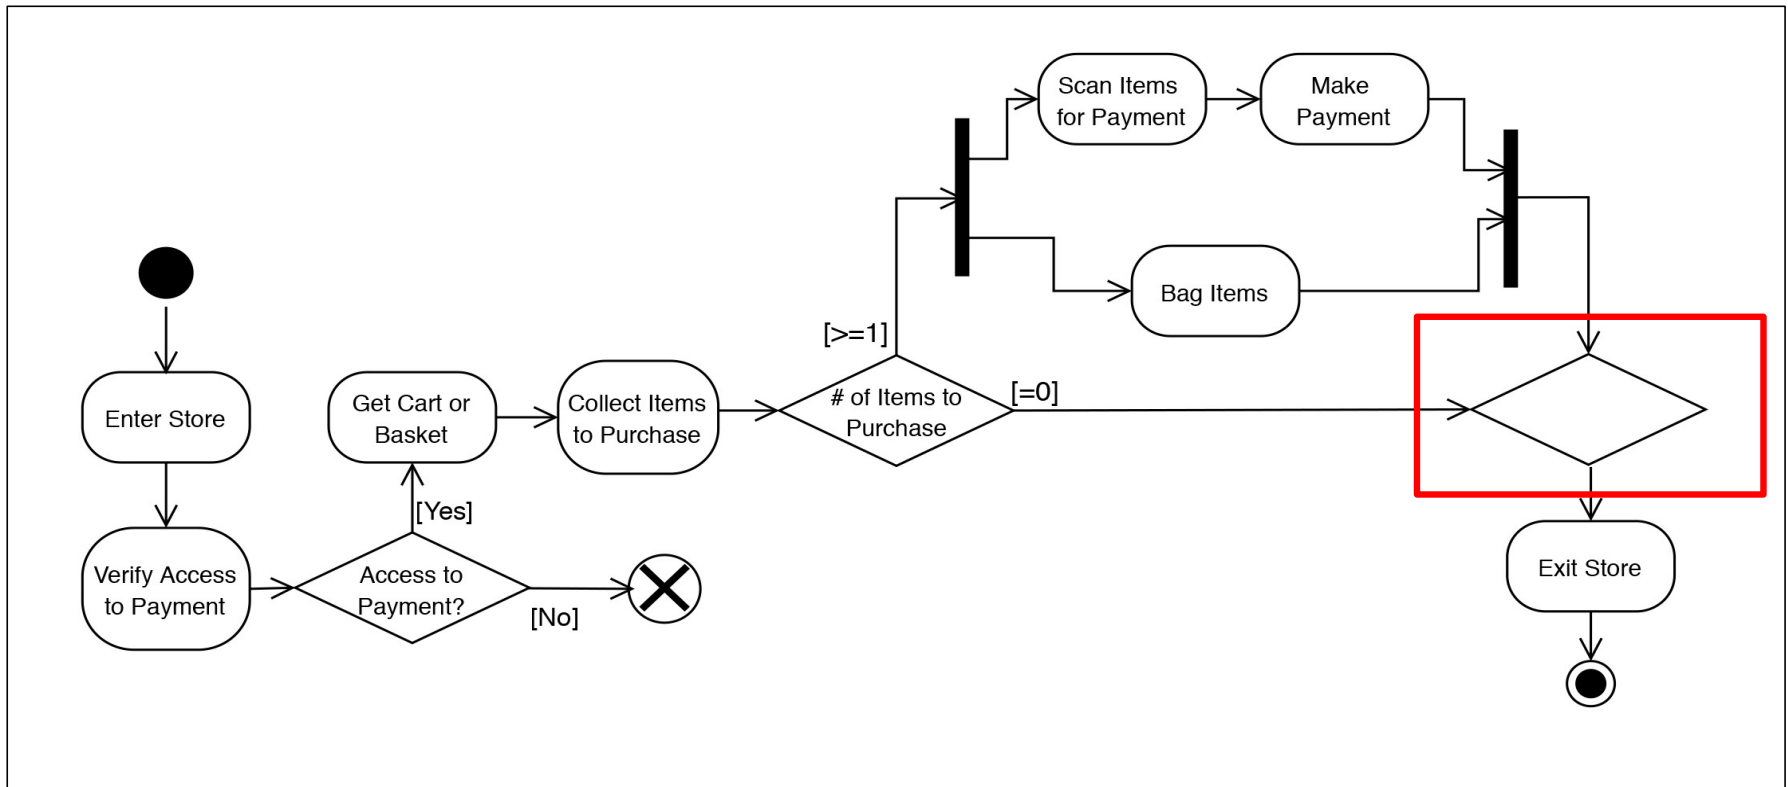 Scan Items
for Payment
Make
Payment
Bag Items
[>=1]
Enter Store
Get Cart or
Basket
Collect Items
to Purchase
# of Items to
Purchase
[=0]
[Yes]
Verify Access
to Payment
Access to
Payment?
[No]
Exit Store